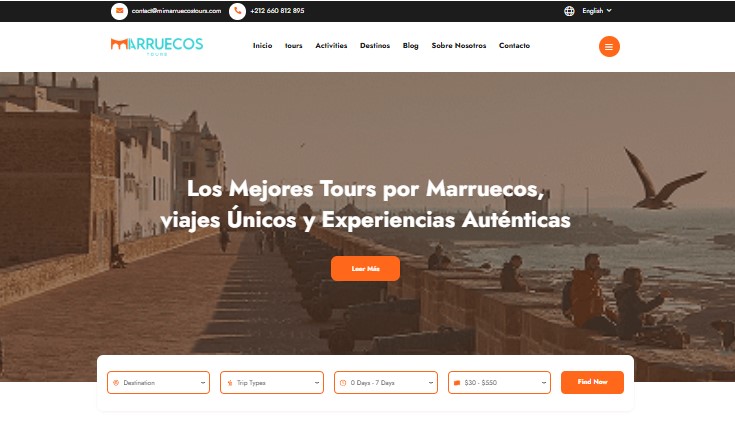 contact@mimarruecostours.com
+212 660 812 895
English
MARRUECOS
TOURS
Inicio
tours
Activities
Destinos
Blog
Sobre Nosotros
Contacto
Los Mejores Tours por Marruecos,
viajes Únicos y Experiencias Auténticas
Leer Más
Destination
Trip Types
0 Days - 7 Days
$30 - $550
Find Now